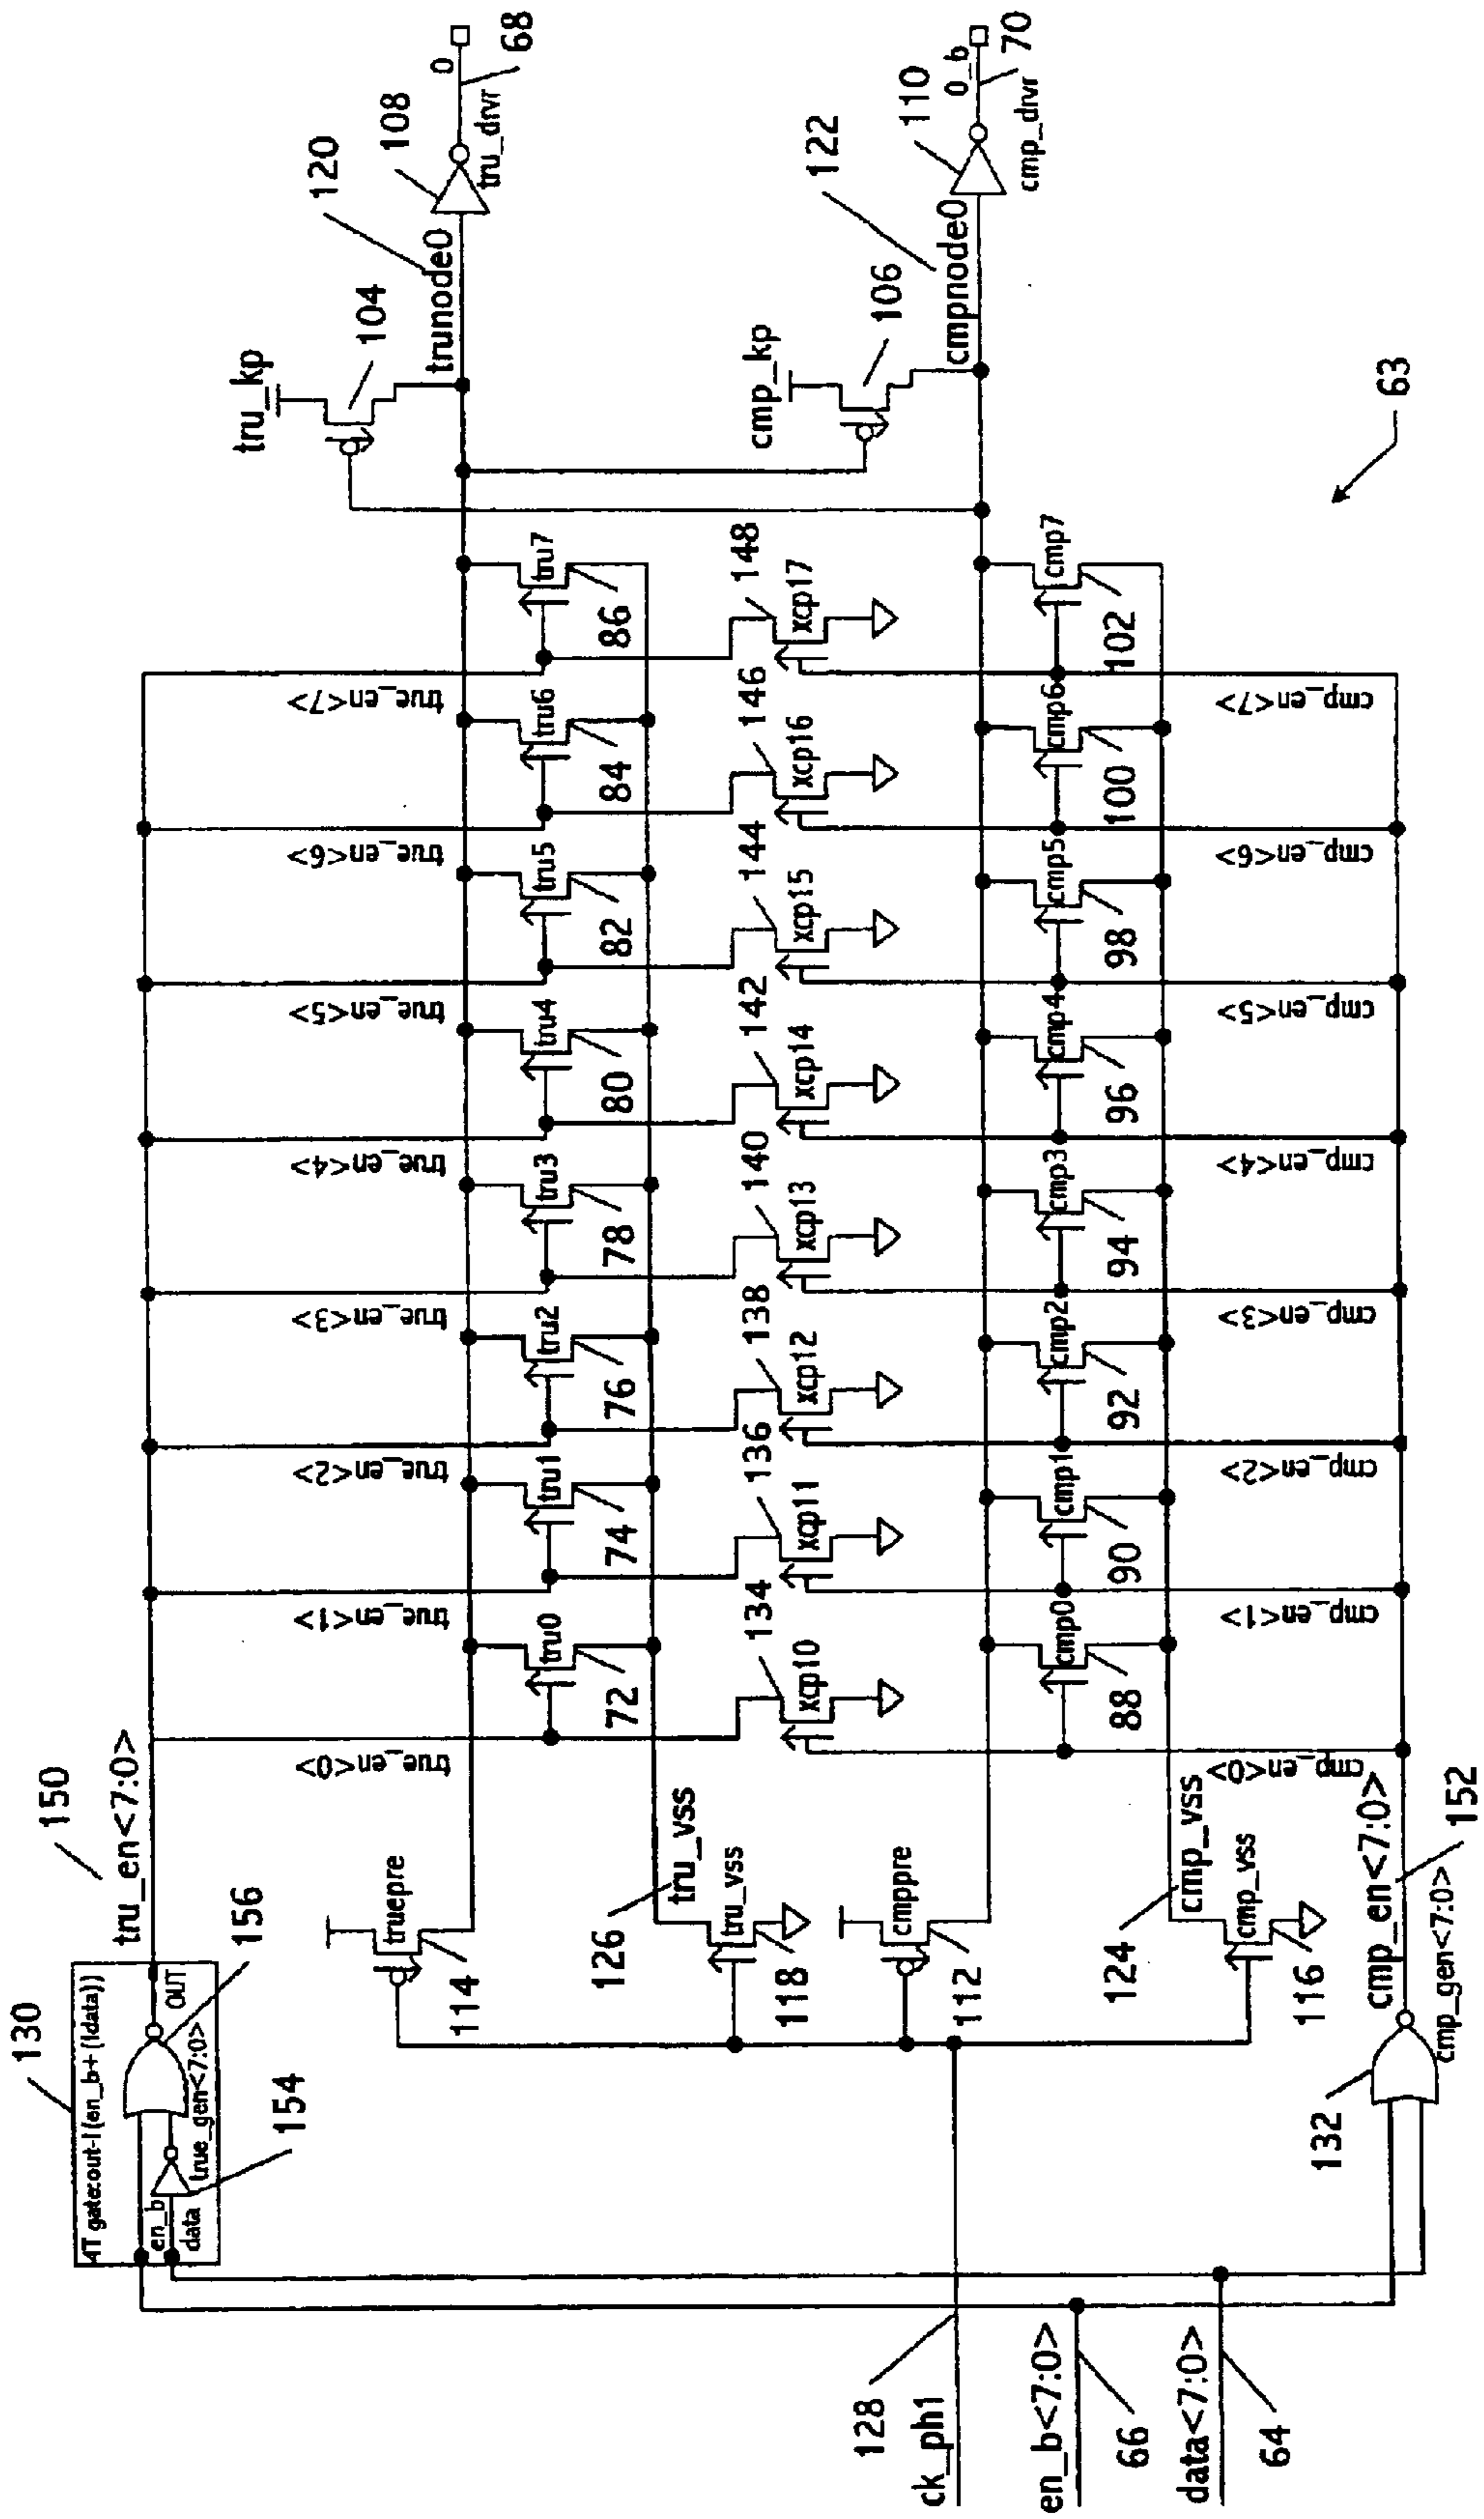 130
4T gate:out-!(en_b+(!data))
en_b
data
true_gen<7:0>
OUT
154
156
150
tru_en<7:0>
true_en<0>
true_en<1>
true_en<2>
true_en<3>
true_en<4>
true_en<5>
true_en<6>
true_en<7>
tru_kp
104
120
trunode0
108
tru_drvr
0
68
truepre
114
tru0
72
tru1
74
tru2
76
tru3
78
tru4
80
tru5
82
tru6
84
tru7
86
126
tru_vss
tru_vss
118
134
xcp10
136
xcp11
138
xcp12
140
xcp13
142
xcp14
144
xcp15
146
xcp16
148
xcp17
cmp_kp
106
122
cmpnode0
110
cmp_drvr
0_b
70
cmppre
112
cmp0
88
cmp1
90
cmp2
92
cmp3
94
cmp4
96
cmp5
98
cmp6
100
cmp7
102
124
cmp_vss
cmp_vss
116
cmp_en<0>
cmp_en<1>
cmp_en<2>
cmp_en<3>
cmp_en<4>
cmp_en<5>
cmp_en<6>
cmp_en<7>
128
ck_ph1
en_b<7:0>
66
data<7:0>
64
132
cmp_en<7:0>
cmp_gen<7:0>
152
63